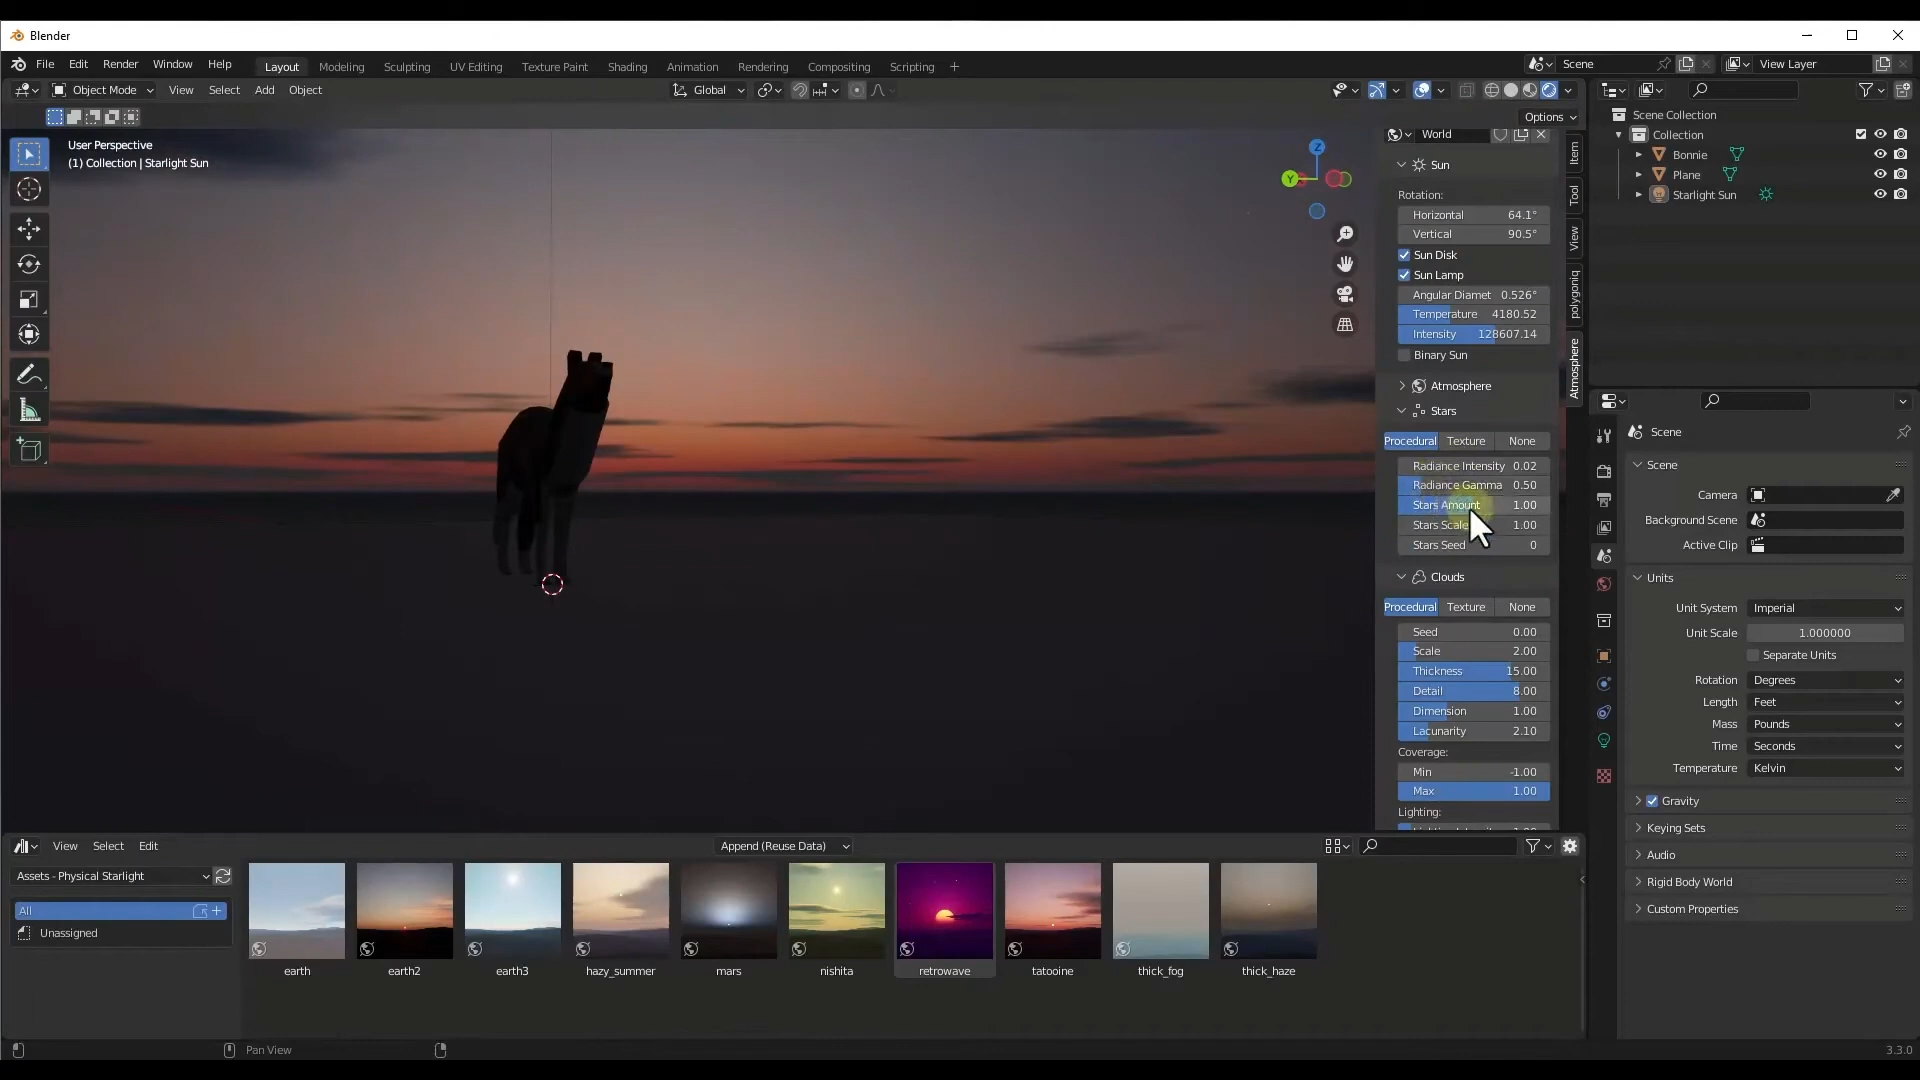 Blender
File Edit Render Window Help Layout Modeling Sculpting UV Editing Texture Paint Shading Animation Rendering Compositing Scripting + Scene View Layer
Object Mode View Select Add Object Global
Options
User Perspective
(1) Collection | Starlight Sun
Z
Y
World
Sun
Rotation:
Horizontal 64.1°
Vertical 90.5°
Sun Disk
Sun Lamp
Angular Diamet 0.526°
Temperature 4180.52
Intensity 128607.14
Binary Sun
Atmosphere
Stars
Procedural Texture None
Radiance Intensity 0.02
Radiance Gamma 0.50
Stars Amount 1.00
Stars Scale 1.00
Stars Seed 0
Clouds
Procedural Texture None
Seed 0.00
Scale 2.00
Thickness 15.00
Detail 8.00
Dimension 1.00
Lacunarity 2.10
Coverage:
Min -1.00
Max 1.00
Lighting:
Item
Tool
View
polygoniq
Atmosphere
Scene Collection
Collection
Bonnie
Plane
Starlight Sun
Scene
Scene
Camera
Background Scene
Active Clip
Units
Unit System Imperial
Unit Scale 1.000000
Separate Units
Rotation Degrees
Length Feet
Mass Pounds
Time Seconds
Temperature Kelvin
Gravity
Keying Sets
Audio
Rigid Body World
Custom Properties
View Select Edit Append (Reuse Data)
Assets - Physical Starlight
All
Unassigned
earth earth2 earth3 hazy_summer mars nishita retrowave tatooine thick_fog thick_haze
Pan View
3.3.0